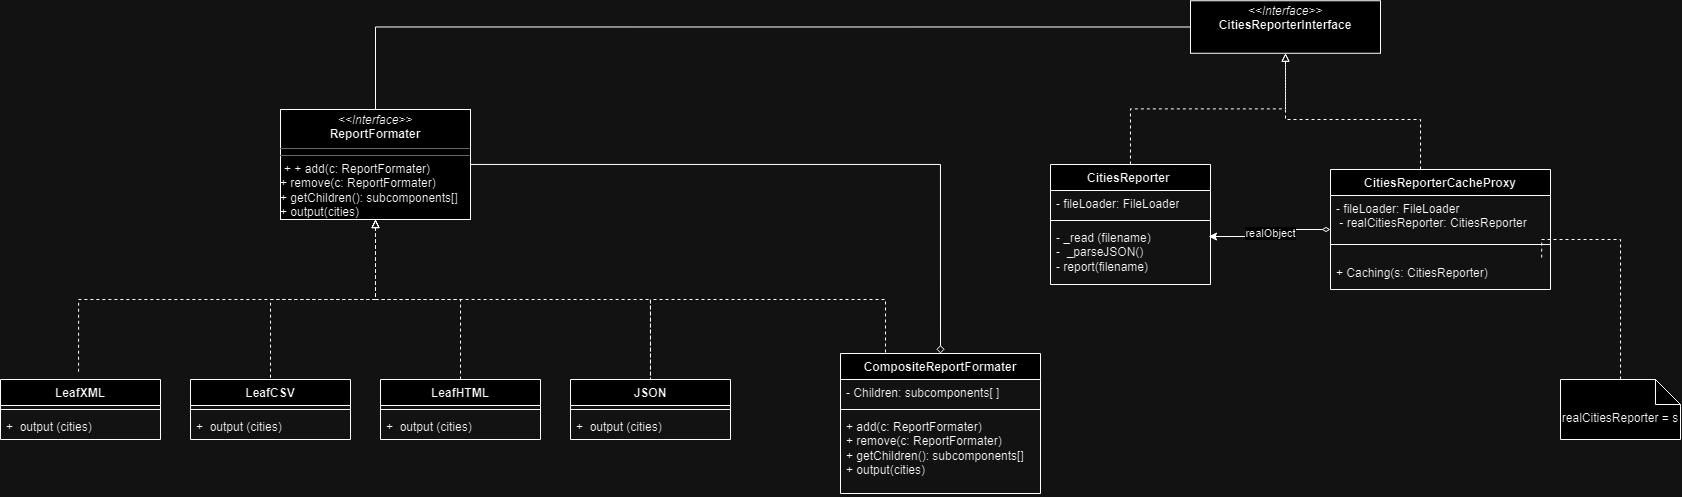 <<Interface>>
CitiesReporterInterface
<<Interface>>
ReportFormater
+ + add(c: ReportFormater)
+ remove(c: ReportFormater)
+ getChildren(): subcomponents[]
+ output(cities)
CitiesReporter
- fileLoader: FileLoader
- _read (filename)
- _parseJSON()
- report(filename)
realObject
CitiesReporterCacheProxy
- fileLoader: FileLoader
- realCitiesReporter: CitiesReporter
+ Caching(s: CitiesReporter)
LeafXML
+ output (cities)
LeafCSV
+ output (cities)
LeafHTML
+ output (cities)
JSON
+ output (cities)
CompositeReportFormater
- Children: subcomponents[ ]
+ add(c: ReportFormater)
+ remove(c: ReportFormater)
+ getChildren(): subcomponents[]
+ output(cities)
realCitiesReporter = s